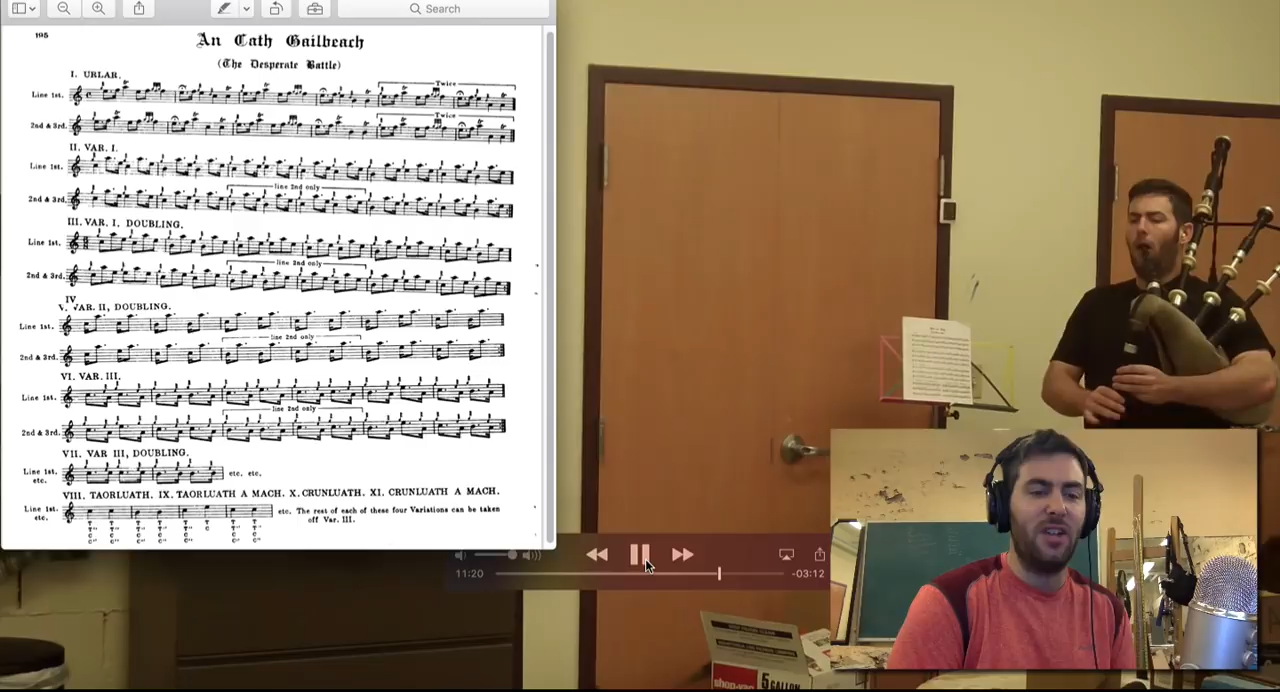 Search
195
An Cath Gailbeach
(The Desperate Battle)
I. URLAR.
Twice
Line 1st.
Twice
2nd & 3rd.
II. VAR. I.
Line 1st.
line 2nd only
2nd & 3rd.
III. VAR. I, DOUBLING.
Line 1st.
line 2nd only
2nd & 3rd.
IV
V. VAR. II, DOUBLING.
Line 1st.
line 2nd only
2nd & 3rd.
VI. VAR. III.
Line 1st.
line 2nd only
2nd & 3rd.
VII. VAR III, DOUBLING.
Line 1st. etc. etc.
etc.
VIII. TAORLUATH. IX. TAORLUATH A MACH. X. CRUNLUATH. XI. CRUNLUATH A MACH.
Line 1st. etc. The rest of each of these four Variations can be taken
etc. off Var. III.
11:20
-03:12
shop-vac
5 GALLON